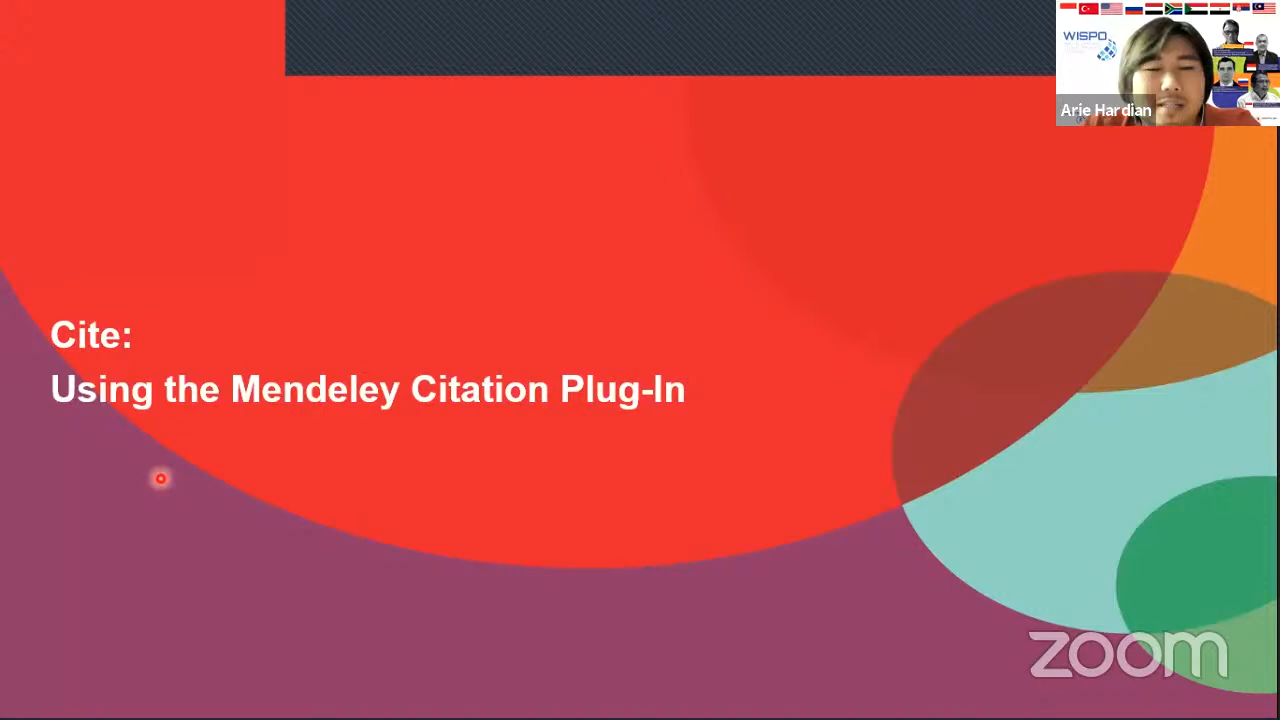 WISPO
Arie Hardian
Cite:
Using the Mendeley Citation Plug-In
zoom